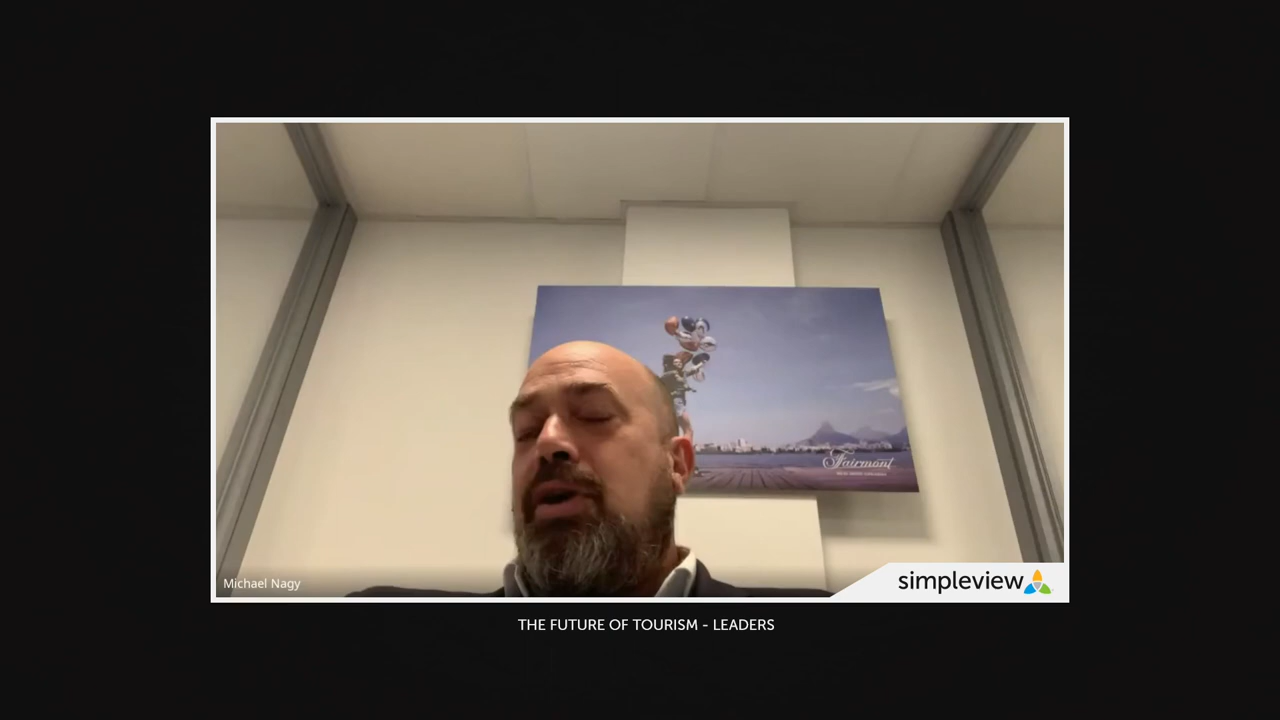 Fairmont
Michael Nagy
simpleview
THE FUTURE OF TOURISM - LEADERS